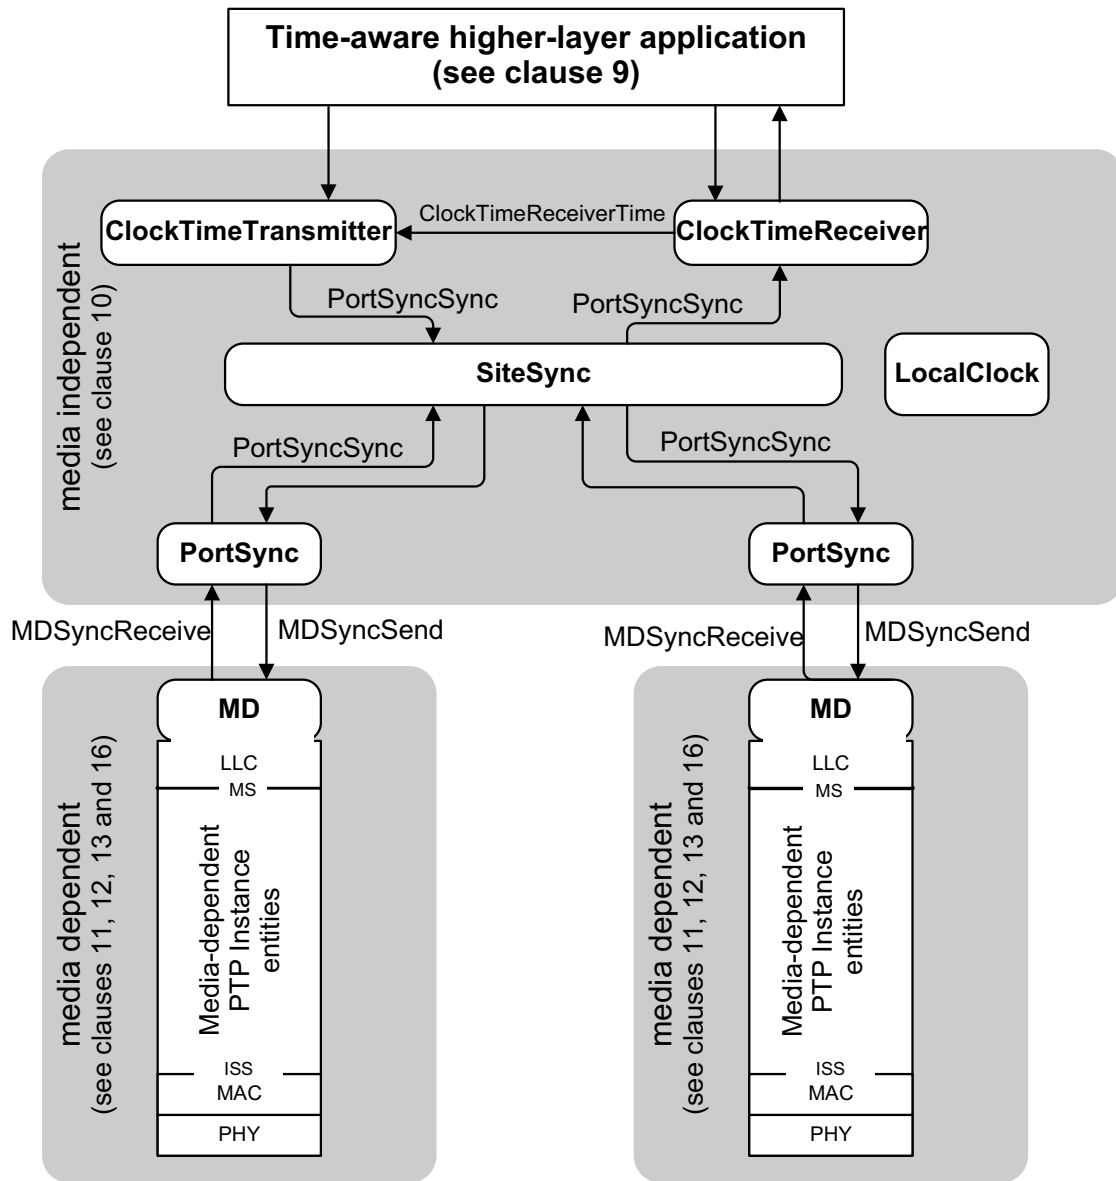 Time-aware higher-layer application
(see clause 9)
media independent
(see clause 10)
ClockTimeTransmitter
ClockTimeReceiverTime
ClockTimeReceiver
PortSyncSync
PortSyncSync
SiteSync
LocalClock
PortSyncSync
PortSyncSync
PortSync
PortSync
MDSyncReceive
MDSyncSend
MDSyncReceive
MDSyncSend
media dependent
(see clauses 11, 12, 13 and 16)
MD
LLC
MS
Media-dependent
PTP Instance
entities
ISS
MAC
PHY
media dependent
(see clauses 11, 12, 13 and 16)
MD
LLC
MS
Media-dependent
PTP Instance
entities
ISS
MAC
PHY